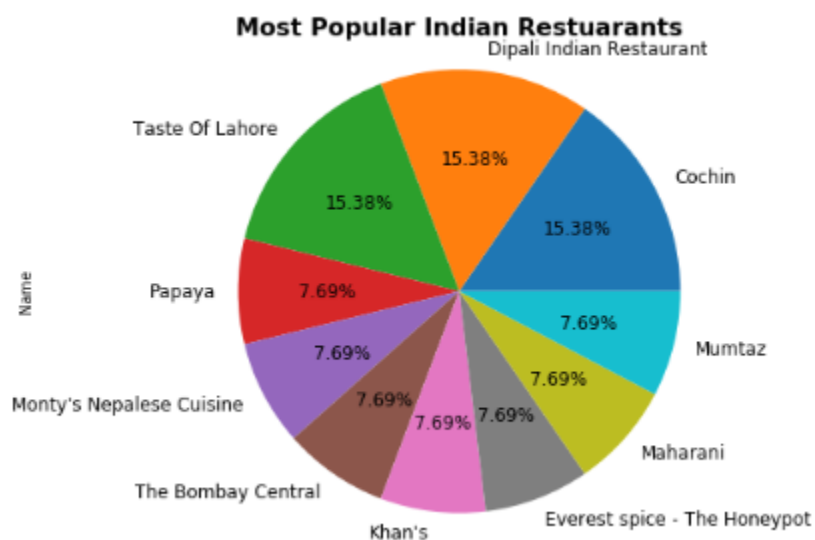 Most Popular Indian Restuarants
Dipali Indian Restaurant
Taste Of Lahore
15.38%
Cochin
15.38%
15.38%
Name
Papaya
7.69%
7.69%
Mumtaz
7.69%
7.69%
Monty's Nepalese Cuisine
7.69%
7.69%
7.69%
Maharani
The Bombay Central
Khan's
Everest spice - The Honeypot